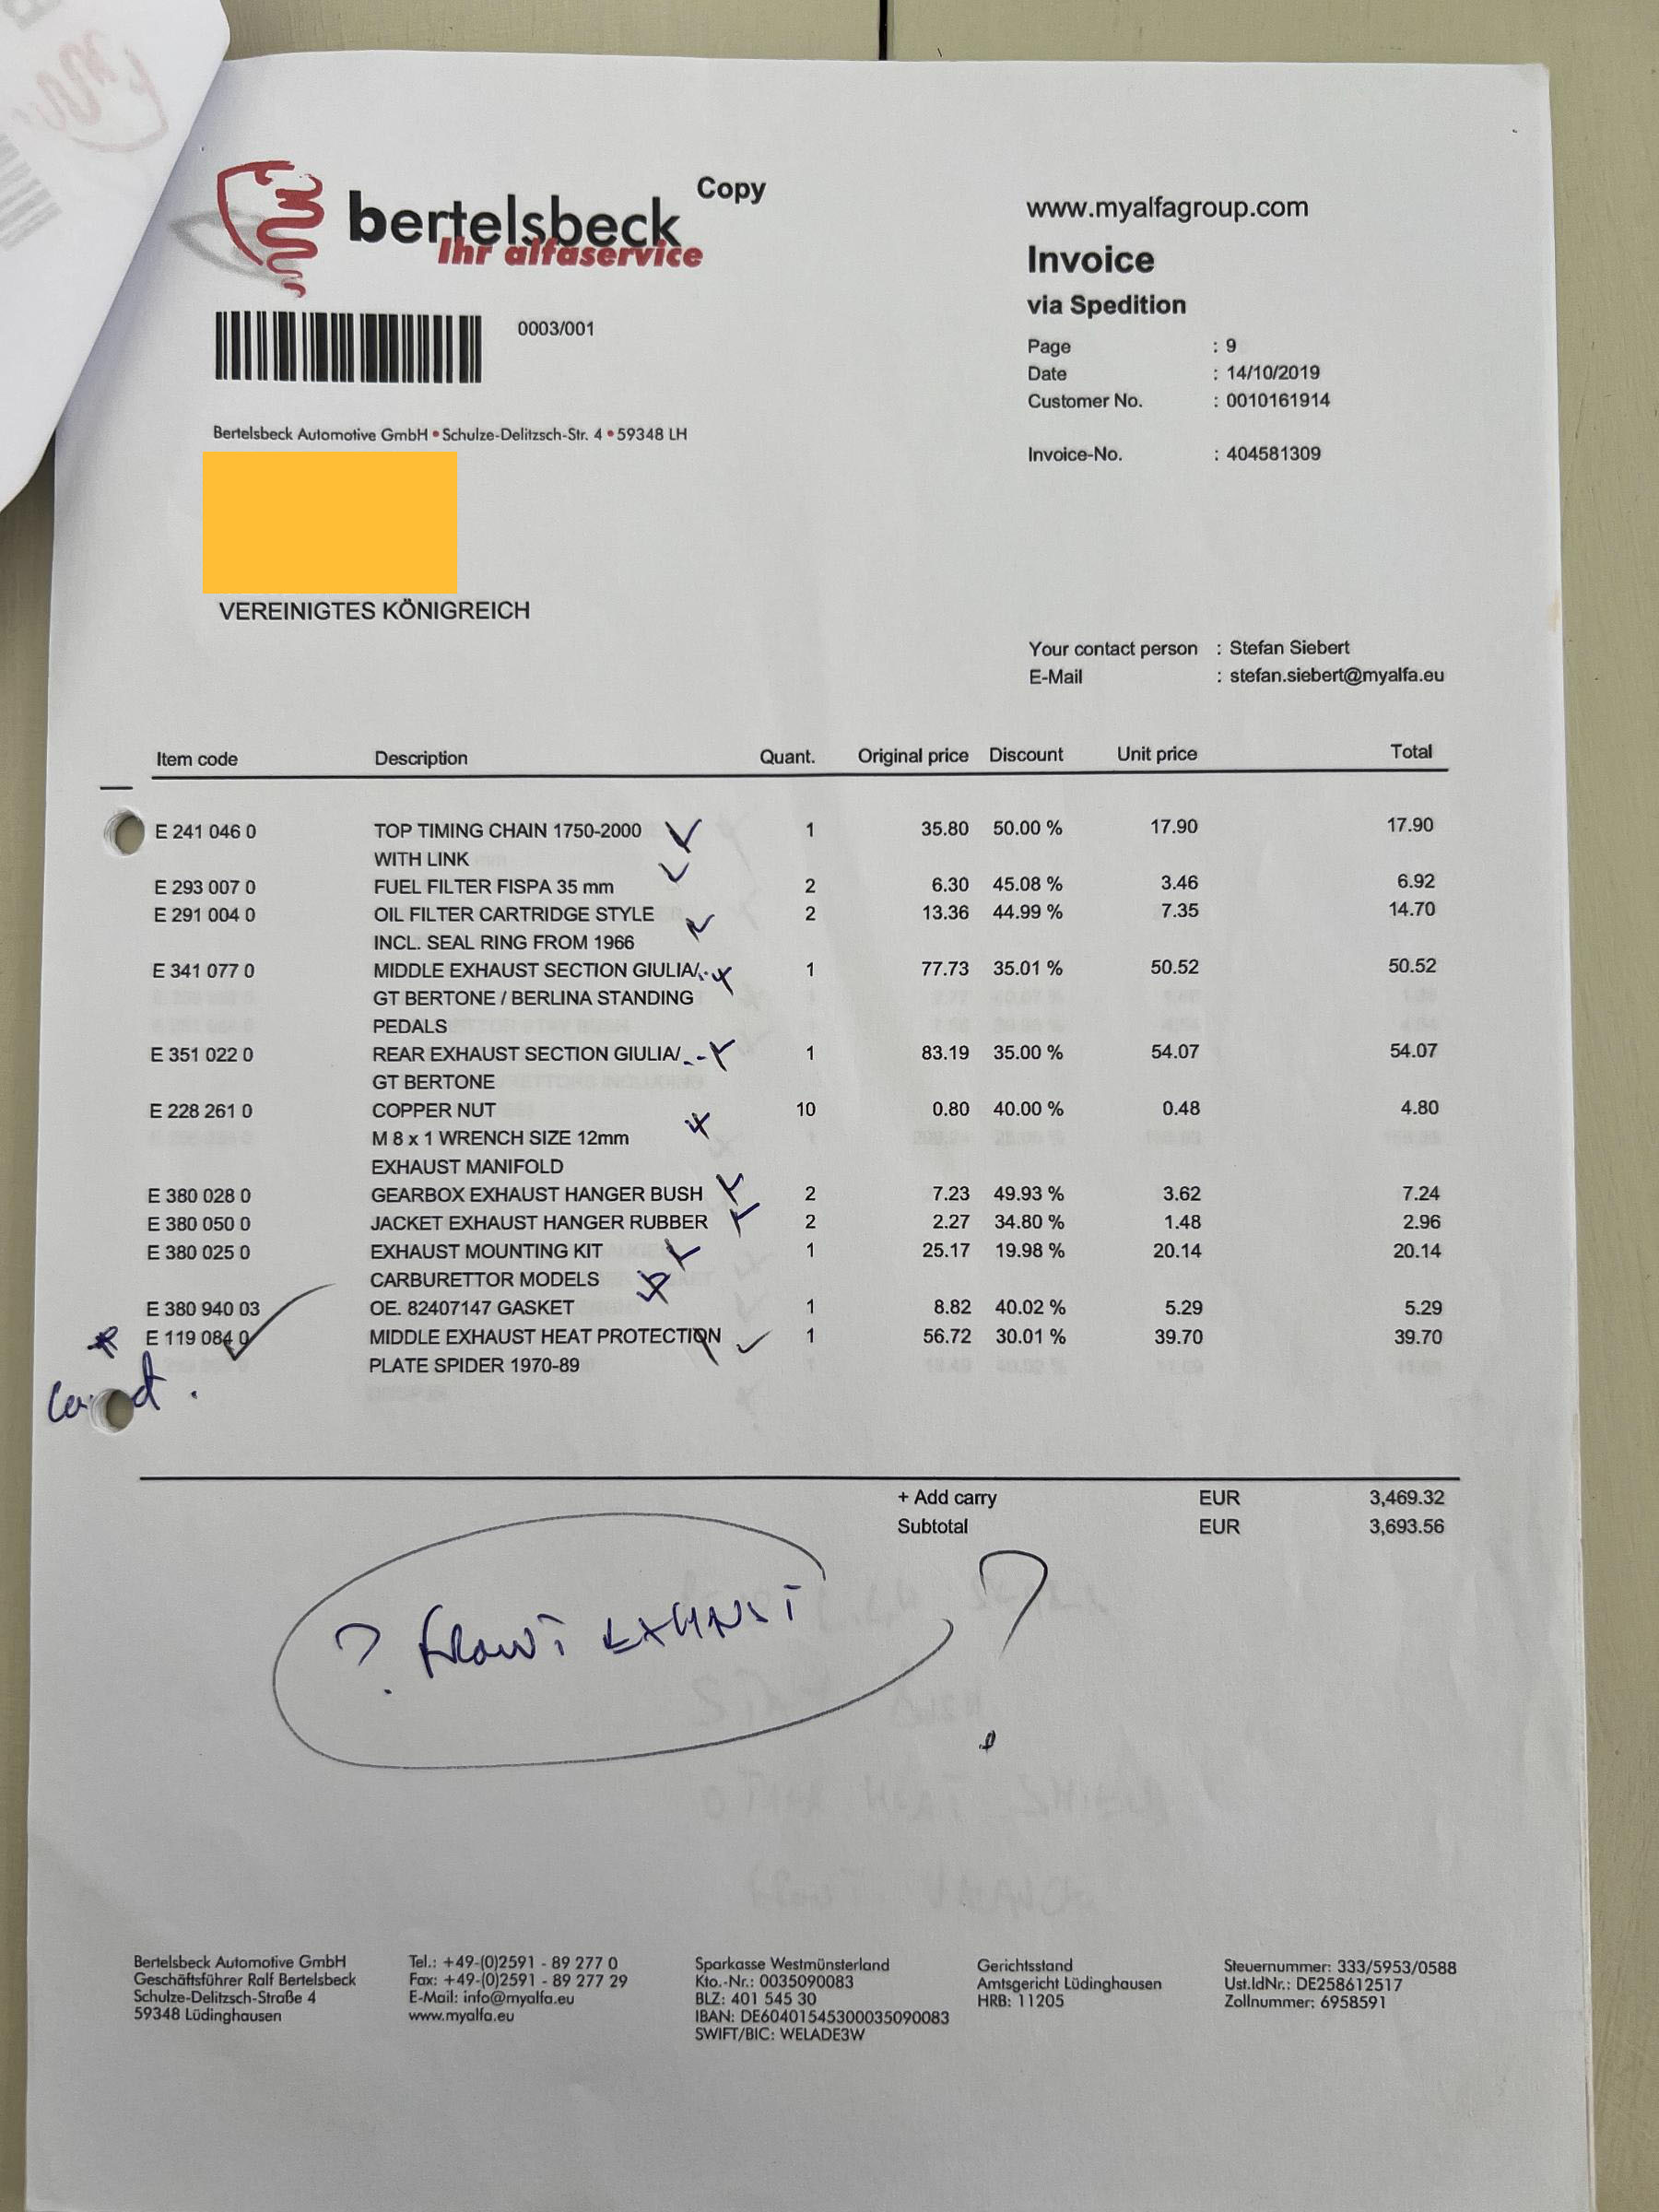 Copy
bertelsbeck
Ihr alfaservice
0003/001
www.myalfagroup.com
Invoice
via Spedition
Page : 9
Date : 14/10/2019
Customer No. : 0010161914
Invoice-No. : 404581309
Bertelsbeck Automotive GmbH • Schulze-Delitzsch-Str. 4 • 59348 LH
VEREINIGTES KÖNIGREICH
Your contact person : Stefan Siebert
E-Mail : stefan.siebert@myalfa.eu
Item code Description Quant. Original price Discount Unit price Total
E 241 046 0 TOP TIMING CHAIN 1750-2000 1 35.80 50.00 % 17.90 17.90
WITH LINK
E 293 007 0 FUEL FILTER FISPA 35 mm 2 6.30 45.08 % 3.46 6.92
E 291 004 0 OIL FILTER CARTRIDGE STYLE 2 13.36 44.99 % 7.35 14.70
INCL. SEAL RING FROM 1966
E 341 077 0 MIDDLE EXHAUST SECTION GIULIA/ 1 77.73 35.01 % 50.52 50.52
GT BERTONE / BERLINA STANDING
PEDALS
E 351 022 0 REAR EXHAUST SECTION GIULIA/ 1 83.19 35.00 % 54.07 54.07
GT BERTONE
E 228 261 0 COPPER NUT 10 0.80 40.00 % 0.48 4.80
M 8 x 1 WRENCH SIZE 12mm
EXHAUST MANIFOLD
E 380 028 0 GEARBOX EXHAUST HANGER BUSH 2 7.23 49.93 % 3.62 7.24
E 380 050 0 JACKET EXHAUST HANGER RUBBER 2 2.27 34.80 % 1.48 2.96
E 380 025 0 EXHAUST MOUNTING KIT 1 25.17 19.98 % 20.14 20.14
CARBURETTOR MODELS
E 380 940 03 OE. 82407147 GASKET 1 8.82 40.02 % 5.29 5.29
E 119 084 0 MIDDLE EXHAUST HEAT PROTECTION 1 56.72 30.01 % 39.70 39.70
PLATE SPIDER 1970-89
+ Add carry EUR 3,469.32
Subtotal EUR 3,693.56
? FRONT EXHAUST ?
Bertelsbeck Automotive GmbH
Geschäftsführer Ralf Bertelsbeck
Schulze-Delitzsch-Straße 4
59348 Lüdinghausen
Tel.: +49-(0)2591 - 89 277 0
Fax: +49-(0)2591 - 89 277 29
E-Mail: info@myalfa.eu
www.myalfa.eu
Sparkasse Westmünsterland
Kto.-Nr.: 0035090083
BLZ: 401 545 30
IBAN: DE60401545300035090083
SWIFT/BIC: WELADE3W
Gerichtsstand
Amtsgericht Lüdinghausen
HRB: 11205
Steuernummer: 333/5953/0588
Ust.IdNr.: DE258612517
Zollnummer: 6958591